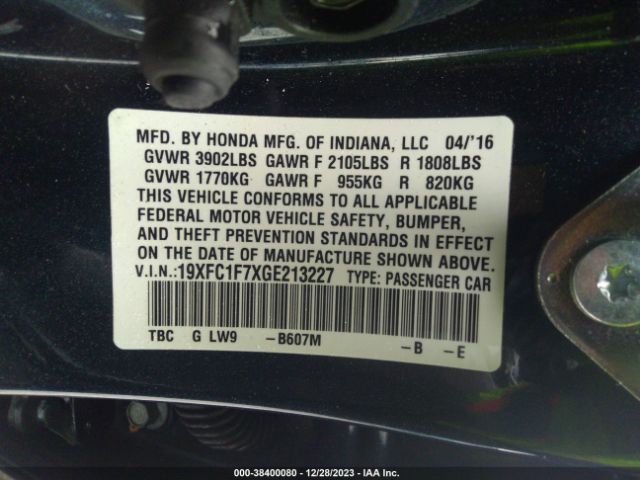 MFD. BY HONDA MFG. OF INDIANA, LLC 04/'16
GVWR 3902LBS GAWR F 2105LBS R 1808LBS
GVWR 1770KG GAWR F 955KG R 820KG
THIS VEHICLE CONFORMS TO ALL APPLICABLE
FEDERAL MOTOR VEHICLE SAFETY, BUMPER,
AND THEFT PREVENTION STANDARDS IN EFFECT
ON THE DATE OF MANUFACTURE SHOWN ABOVE.
V.I.N.:19XFC1F7XGE213227 TYPE: PASSENGER CAR
TBC G LW9 -B607M -B -E
000-38400080 - 12/28/2023 - IAA Inc.